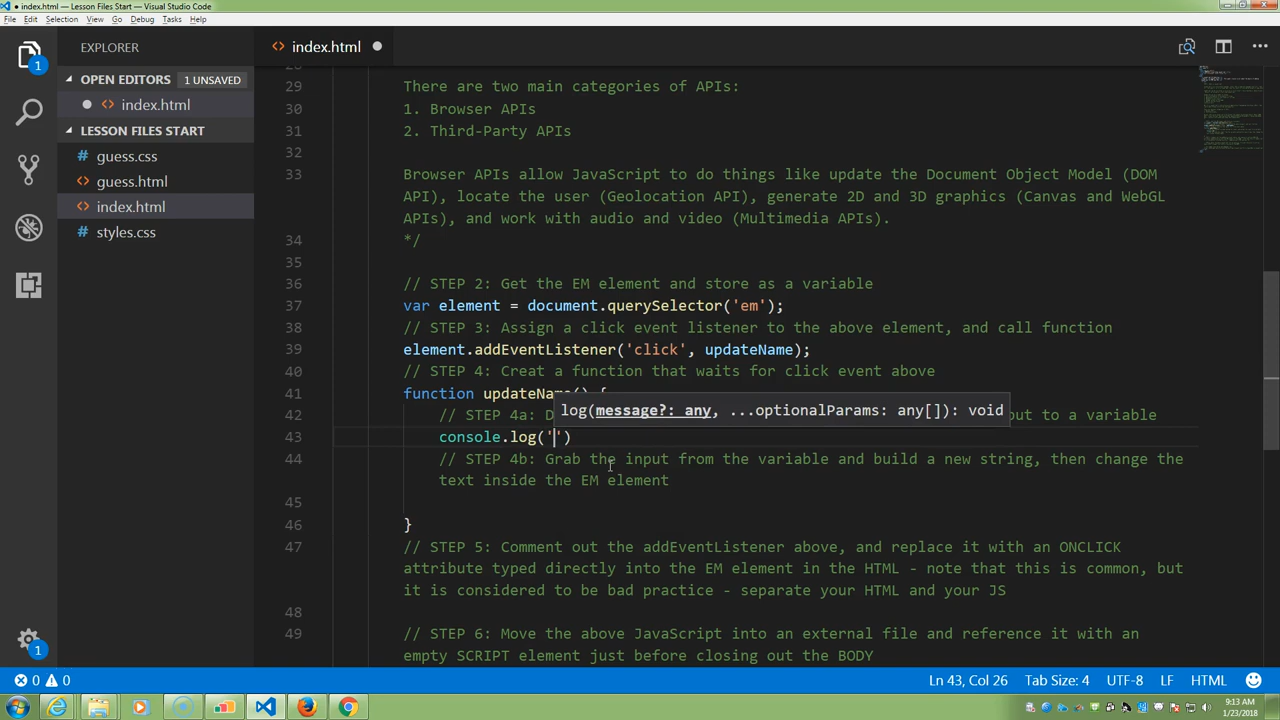 ● index.html — Lesson Files Start — Visual Studio Code
File Edit Selection View Go Debug Tasks Help
EXPLORER
OPEN EDITORS 1 UNSAVED
index.html
LESSON FILES START
guess.css
guess.html
index.html
styles.css
index.html
28
29 There are two main categories of APIs:
30 1. Browser APIs
31 2. Third-Party APIs
32
33 Browser APIs allow JavaScript to do things like update the Document Object Model (DOM
API), locate the user (Geolocation API), generate 2D and 3D graphics (Canvas and WebGL
APIs), and work with audio and video (Multimedia APIs).
34 */
35
36 // STEP 2: Get the EM element and store as a variable
37 var element = document.querySelector('em');
38 // STEP 3: Assign a click event listener to the above element, and call function
39 element.addEventListener('click', updateName);
40 // STEP 4: Creat a function that waits for click event above
41 function updateName() {
log(message?: any, ...optionalParams: any[]): void
42 // STEP 4a: D put to a variable
43 console.log('')
44 // STEP 4b: Grab the input from the variable and build a new string, then change the
text inside the EM element
45
46 }
47 // STEP 5: Comment out the addEventListener above, and replace it with an ONCLICK
attribute typed directly into the EM element in the HTML - note that this is common, but
it is considered to be bad practice - separate your HTML and your JS
48
49 // STEP 6: Move the above JavaScript into an external file and reference it with an
empty SCRIPT element just before closing out the BODY
1
1
0 0
Ln 43, Col 26 Tab Size: 4 UTF-8 LF HTML
9:13 AM
1/23/2018